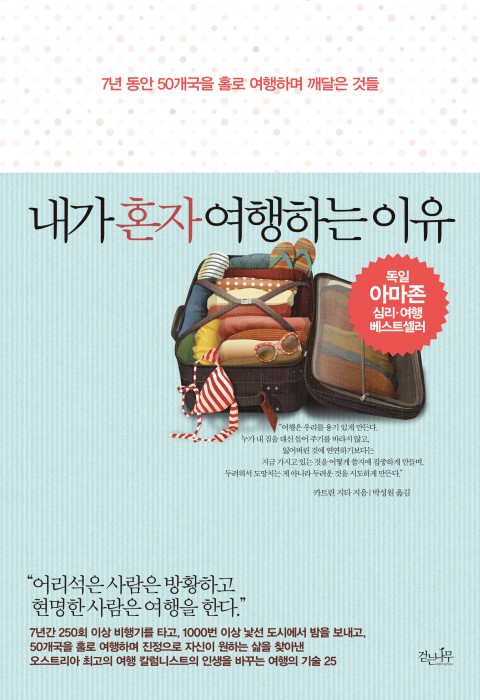 7년 동안 50개국을 홀로 여행하며 깨달은 것들
내가 혼자 여행하는 이유
독일
아마존
심리·여행
베스트셀러
"여행은 우리를 용기 있게 만든다.
누가 내 짐을 대신 들어 주기를 바라지 않고,
잃어버린 것에 연연하기보다는
지금 가지고 있는 것을 어떻게 쓸지에 집중하게 만들며,
두려워서 도망치는 게 아니라 두려운 것을 시도하게 만든다."
카트린 지타 지음 | 박성원 옮김
"어리석은 사람은 방황하고
현명한 사람은 여행을 한다."
7년간 250회 이상 비행기를 타고, 1000번 이상 낯선 도시에서 밤을 보내고,
50개국을 홀로 여행하며 진정으로 자신이 원하는 삶을 찾아낸
오스트리아 최고의 여행 칼럼니스트의 인생을 바꾸는 여행의 기술 25
걷는나무